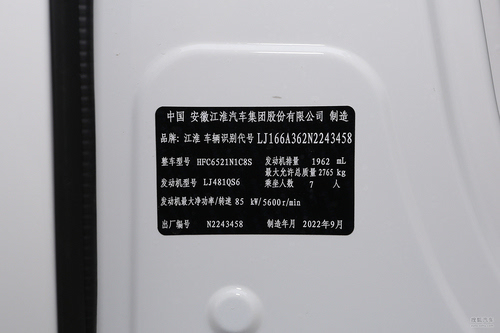 中国 安徽江淮汽车集团股份有限公司 制造
品牌: 江淮 车辆识别代号 LJ166A362N2243458
整车型号 HFC6521N1C8S 发动机排量 1962 mL
最大允许总质量 2765 kg
发动机型号 LJ481QS6 乘坐人数 7 人
发动机最大净功率/转速 85 kW/5600r/min
出厂编号 N2243458 制造年月 2022年9月